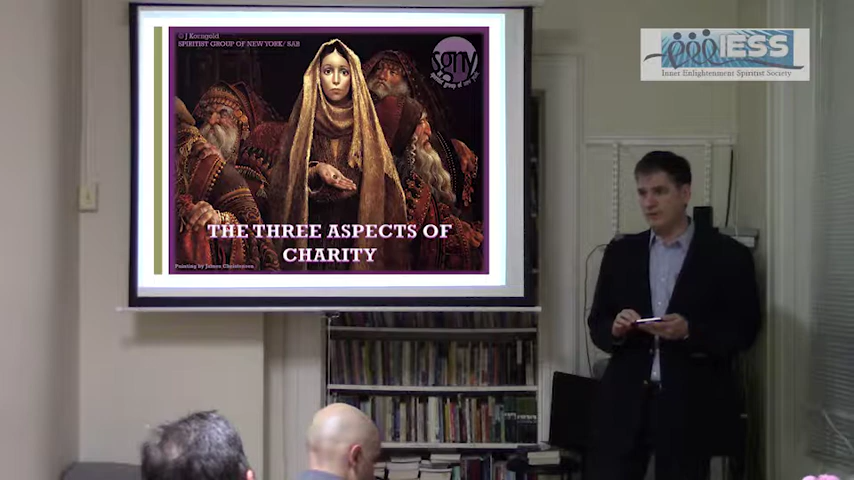 © J Korngold
SPIRITIST GROUP OF NEW YORK/ SAB
sgny
THE THREE ASPECTS OF
CHARITY
Painting by James Christensen
IESS
Inner Enlightenment Spiritist Society